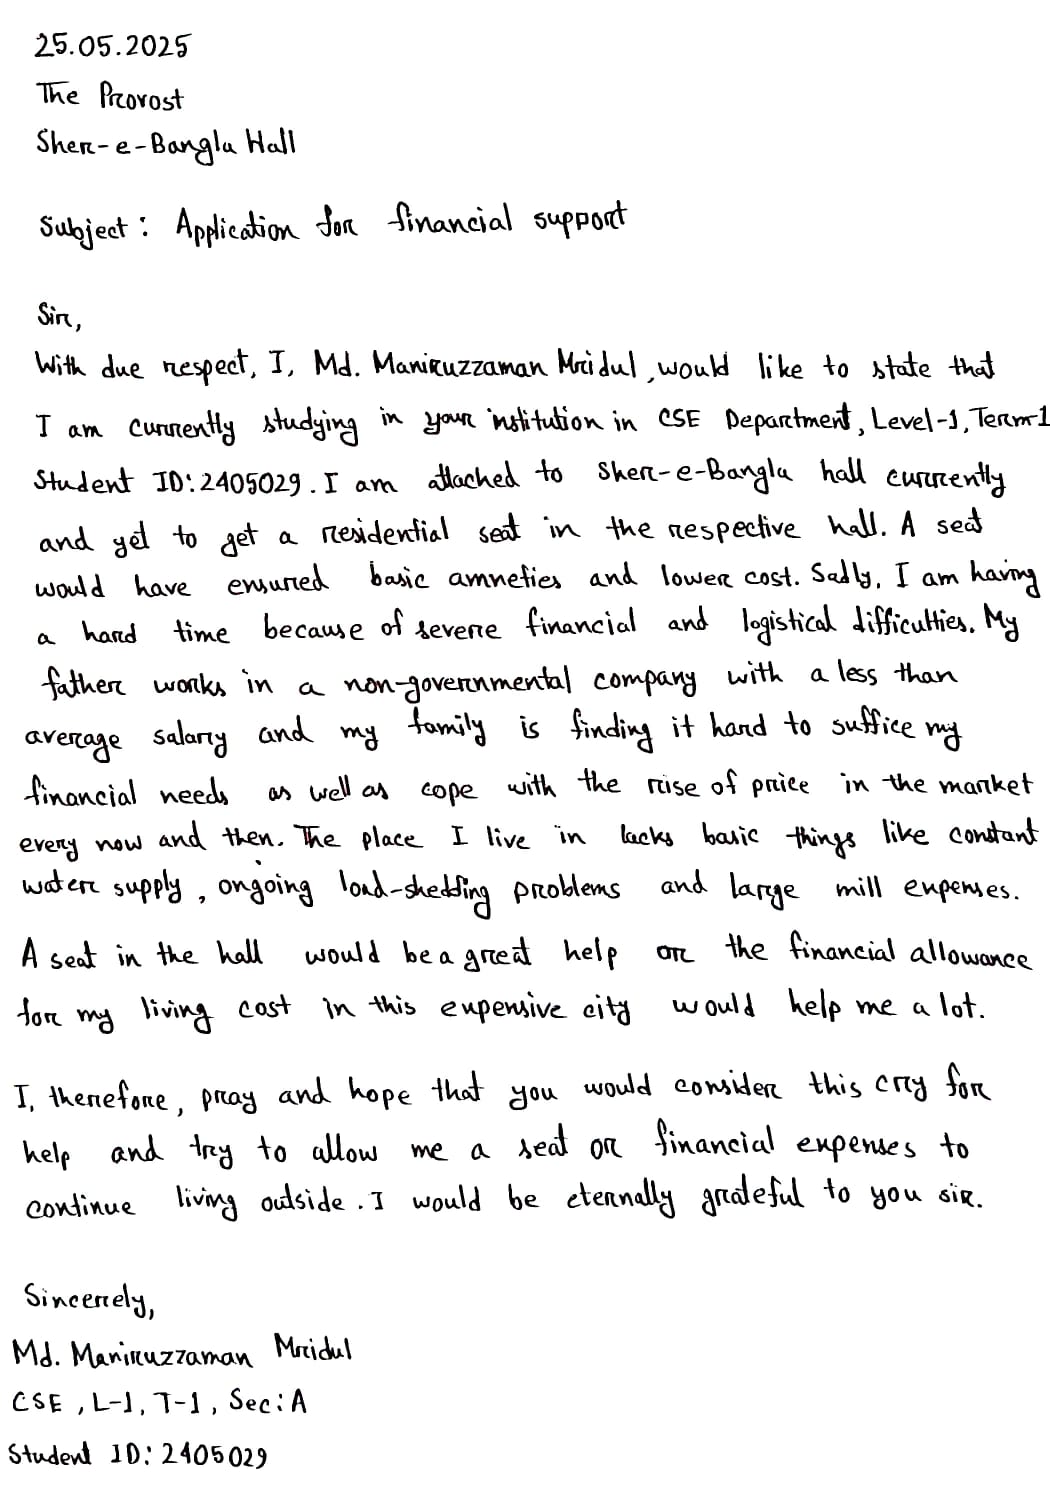 25.05.2025
The Provost
Sher-e-Bangla Hall
Subject: Application for financial support
Sir,
With due respect, I, Md. Maniruzzaman Mridul, would like to state that
I am currently studying in your institution in CSE Department, Level-1, Term-1
Student ID: 2405029. I am attached to Sher-e-Bangla hall currently
and yet to get a residential seat in the respective hall. A seat
would have ensured basic amneties and lower cost. Sadly, I am having
a hard time because of severe financial and logistical difficulties. My
father works in a non-governmental company with a less than
average salary and my family is finding it hard to suffice my
financial needs as well as cope with the rise of price in the market
every now and then. The place I live in lacks basic things like constant
water supply, ongoing load-shedding problems and large mill expenses.
A seat in the hall would be a great help or the financial allowance
for my living cost in this expensive city would help me a lot.
I, therefore, pray and hope that you would consider this cry for
help and try to allow me a seat or financial expenses to
continue living outside. I would be eternally grateful to you sir.
Sincerely,
Md. Maniruzzaman Mridul
CSE, L-1, T-1, Sec: A
Student ID: 2405029